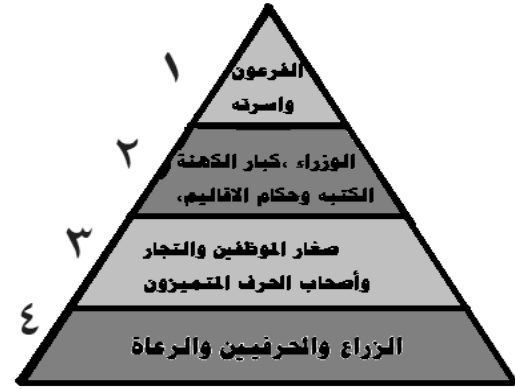 ١
الفرعون
واسرته
٢
الوزراء ،كبار الكهنة
الكتبه وحكام الاقاليم،
٣
صغار الموظفين والتجار
وأصحاب الحرف المتميزون
٤
الزراع والحرفيين والرعاة